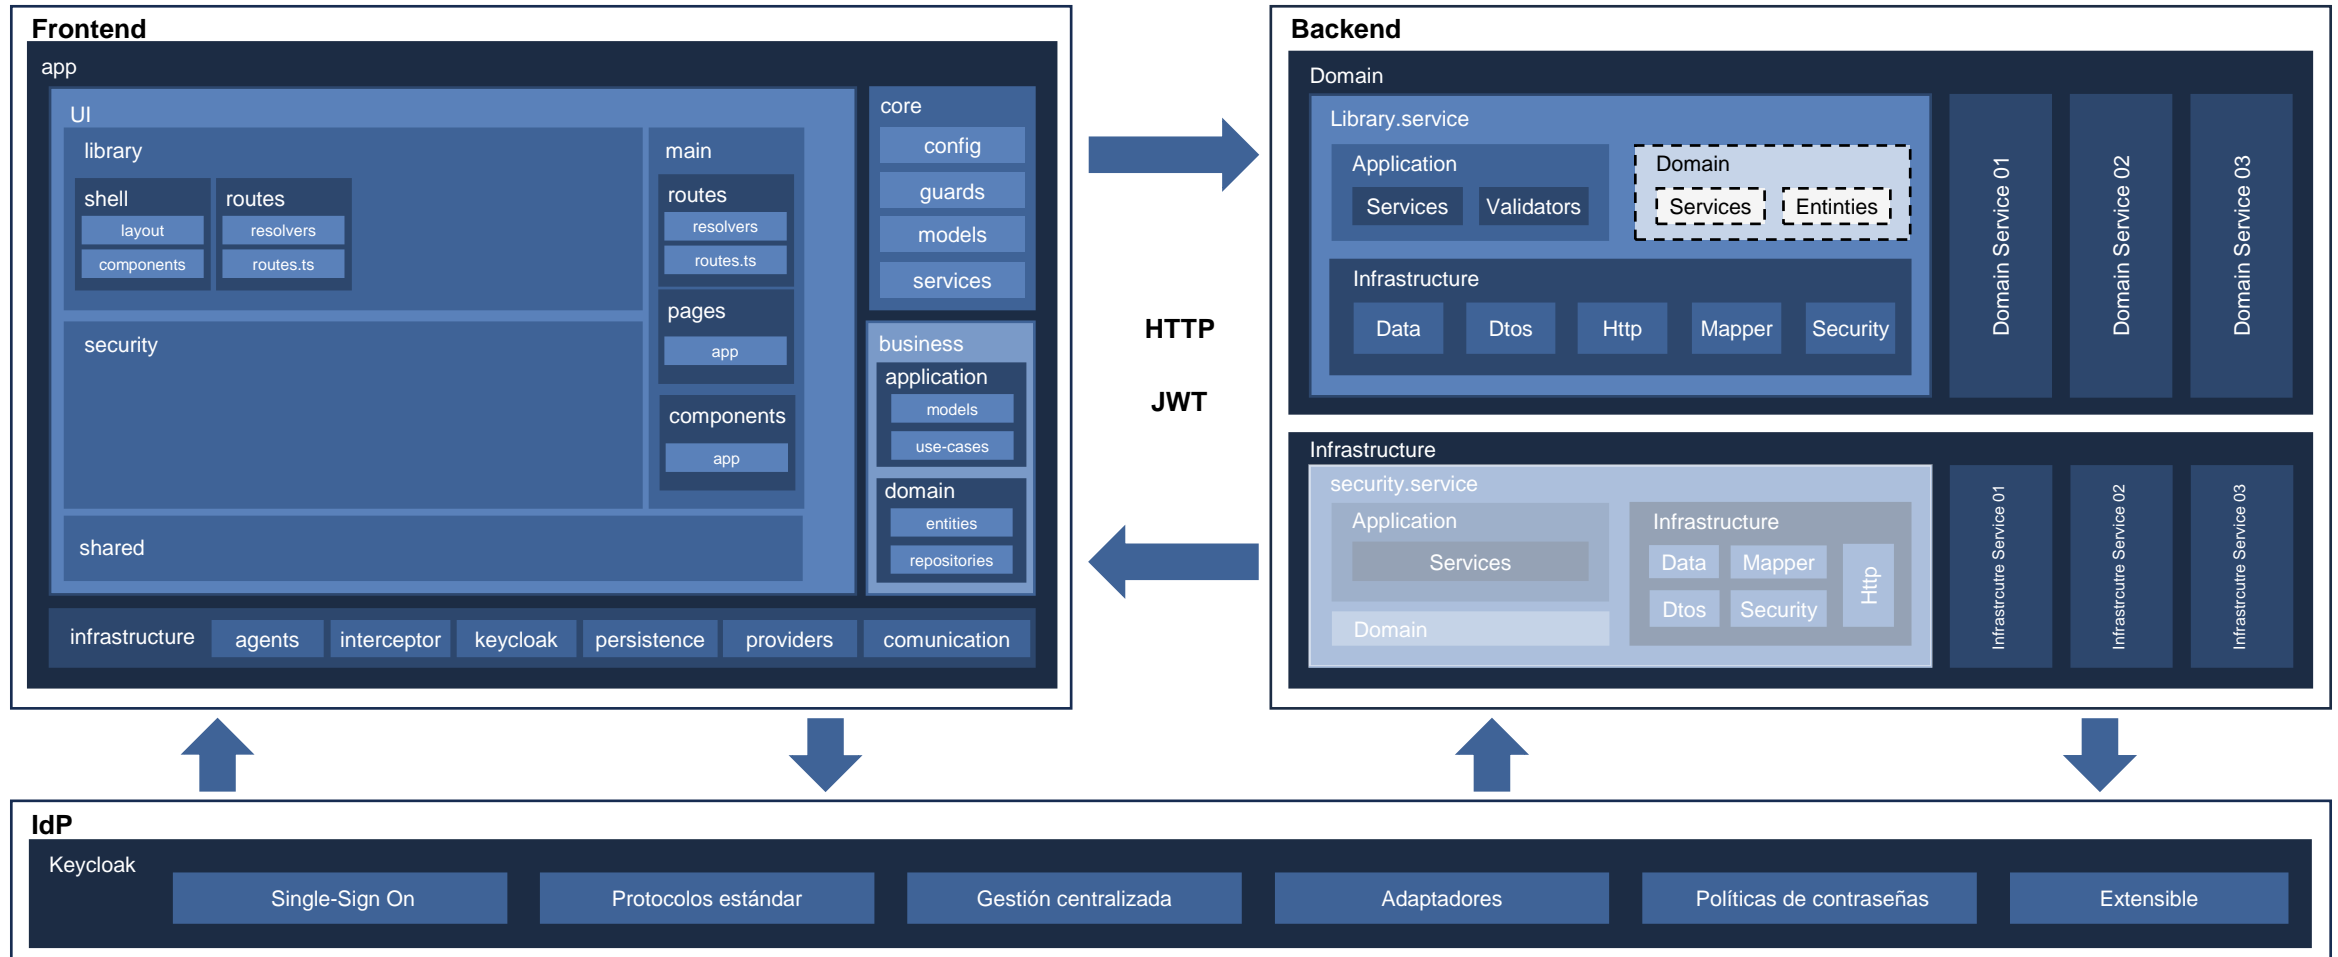 Frontend
app
UI
library
shell
layout
components
routes
resolvers
routes.ts
security
shared
main
routes
resolvers
routes.ts
pages
app
components
app
core
config
guards
models
services
business
application
models
use-cases
domain
entities
repositories
infrastructure
agents
interceptor
keycloak
persistence
providers
comunication
HTTP
JWT
Backend
Domain
Library.service
Application
Services
Validators
Domain
Services
Entinties
Infrastructure
Data
Dtos
Http
Mapper
Security
Domain Service 01
Domain Service 02
Domain Service 03
Infrastructure
security.service
Application
Services
Domain
Infrastructure
Data
Mapper
Dtos
Security
Http
Infrastrcutre Service 01
Infrastrcutre Service 02
Infrastrcutre Service 03
IdP
Keycloak
Single-Sign On
Protocolos estándar
Gestión centralizada
Adaptadores
Políticas de contraseñas
Extensible